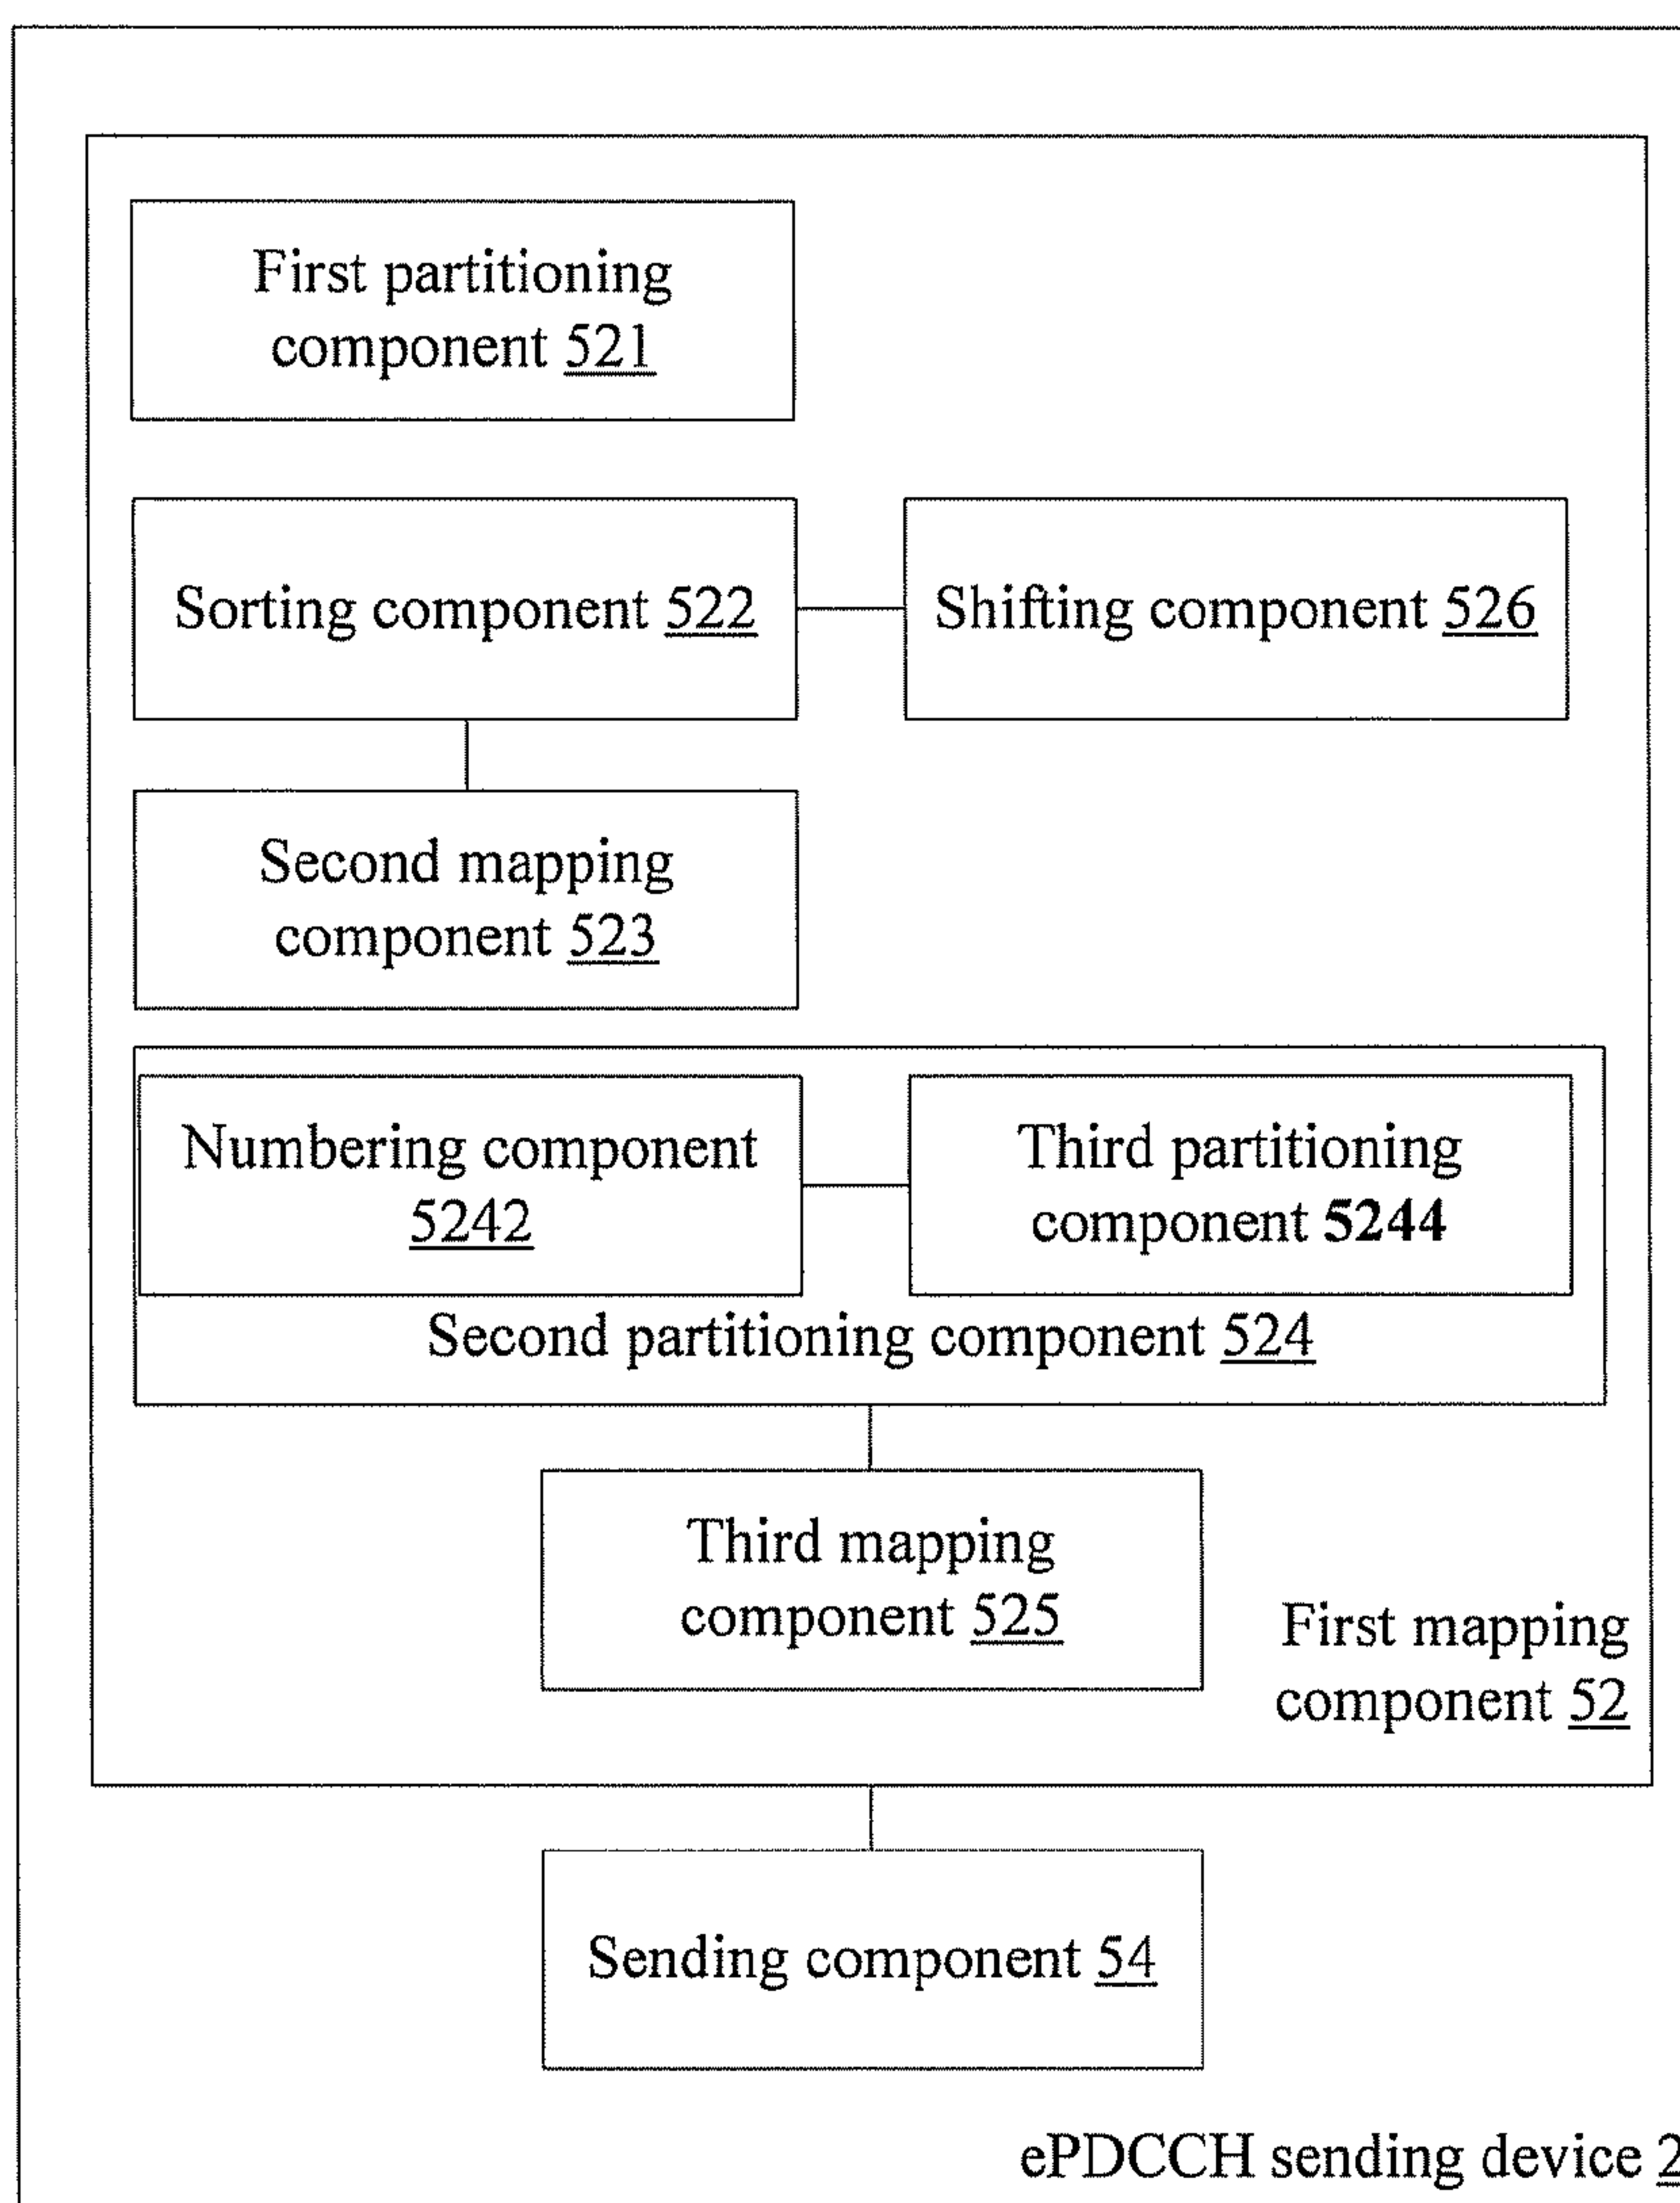 First partitioning
component 521
Sorting component 522
Shifting component 526
Second mapping
component 523
Numbering component
5242
Third partitioning
component 5244
Second partitioning component 524
Third mapping
component 525
First mapping
component 52
Sending component 54
ePDCCH sending device 2